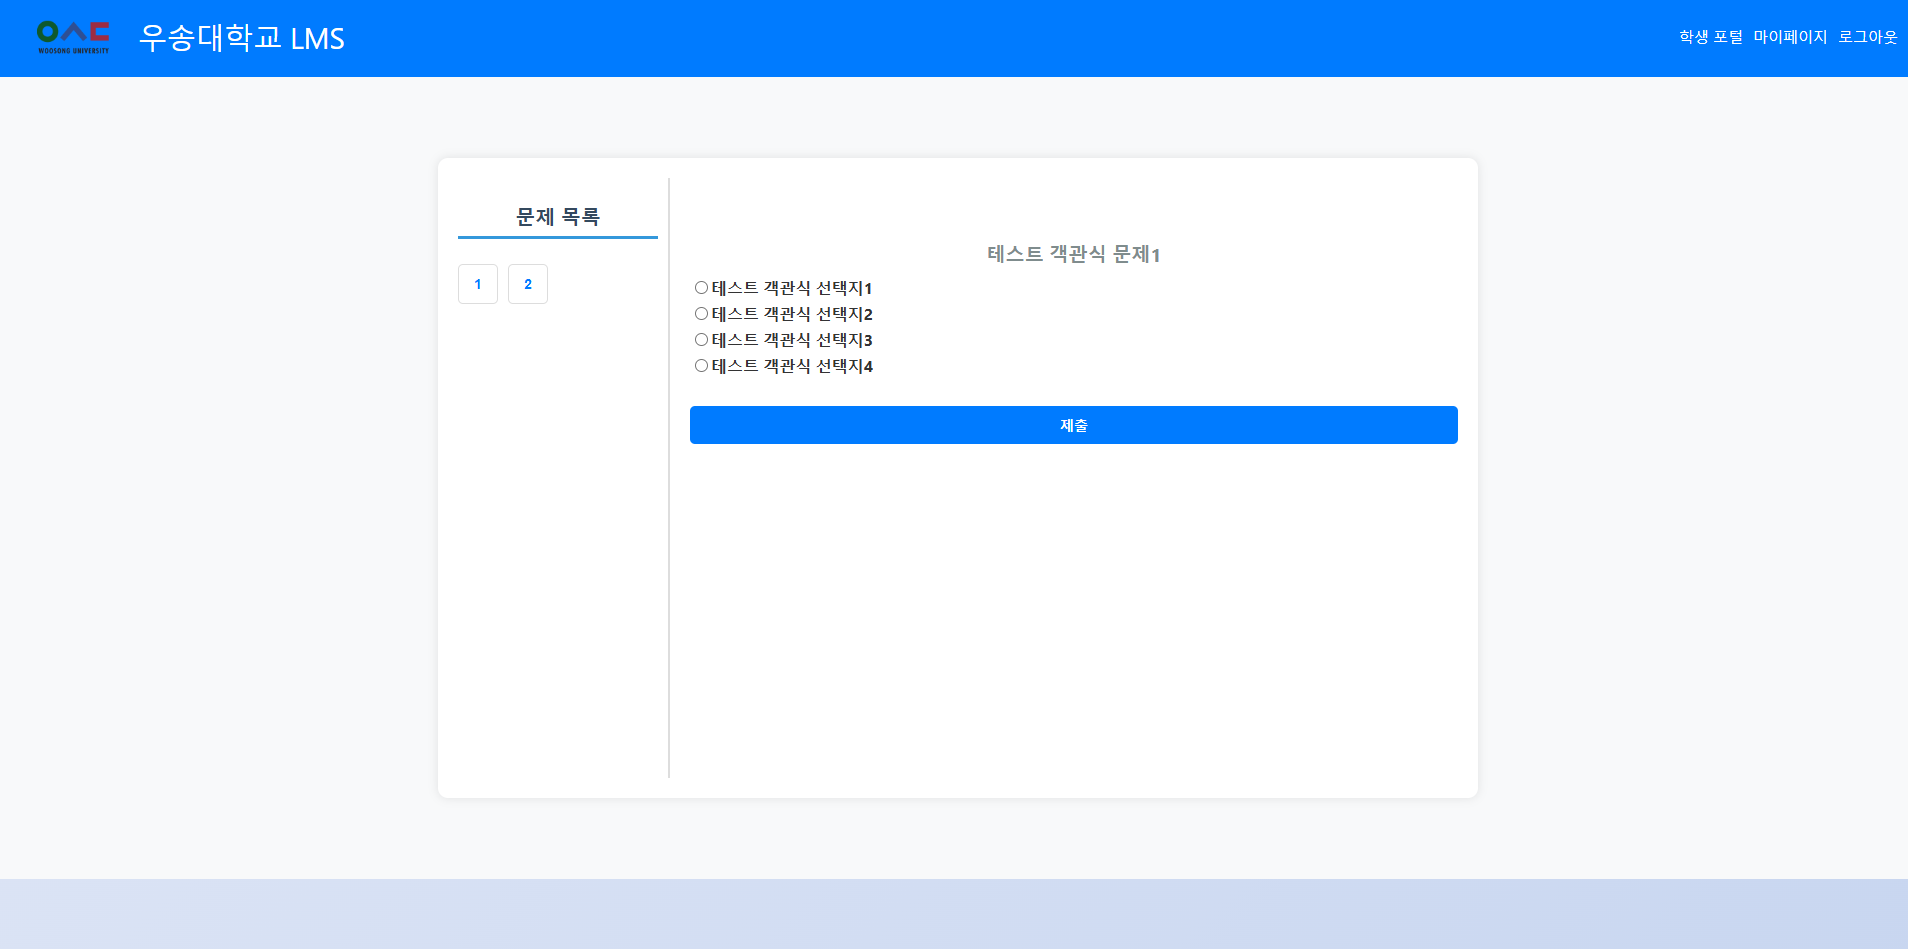 WOOSONG UNIVERSITY
우송대학교 LMS
학생 포털 마이페이지 로그아웃
문제 목록
1 2
테스트 객관식 문제1
테스트 객관식 선택지1
테스트 객관식 선택지2
테스트 객관식 선택지3
테스트 객관식 선택지4
제출